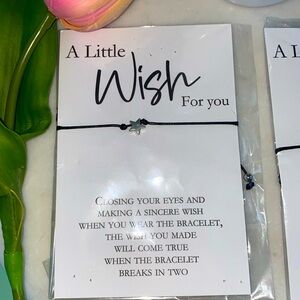 A Little
Wish
For you
CLOSING YOUR EYES AND
MAKING A SINCERE WISH
WHEN YOU WEAR THE BRACELET,
THE WISH YOU MADE
WILL COME TRUE
WHEN THE BRACELET
BREAKS IN TWO
A L